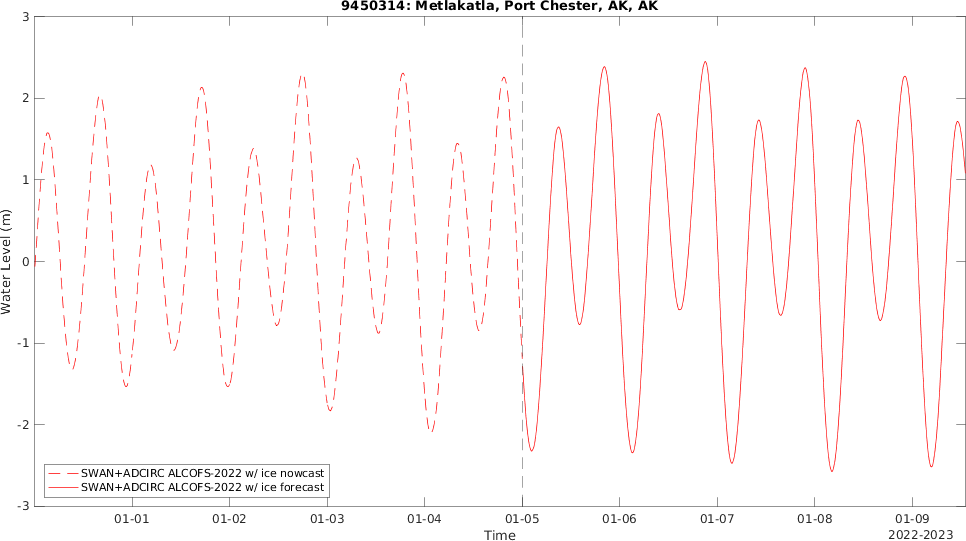 9450314: Metlakatla, Port Chester, AK, AK
3
2
1
0
-1
-2
-3
Water Level (m)
SWAN+ADCIRC ALCOFS-2022 w/ ice nowcast
SWAN+ADCIRC ALCOFS-2022 w/ ice forecast
01-01 01-02 01-03 01-04 01-05 01-06 01-07 01-08 01-09
Time
2022-2023